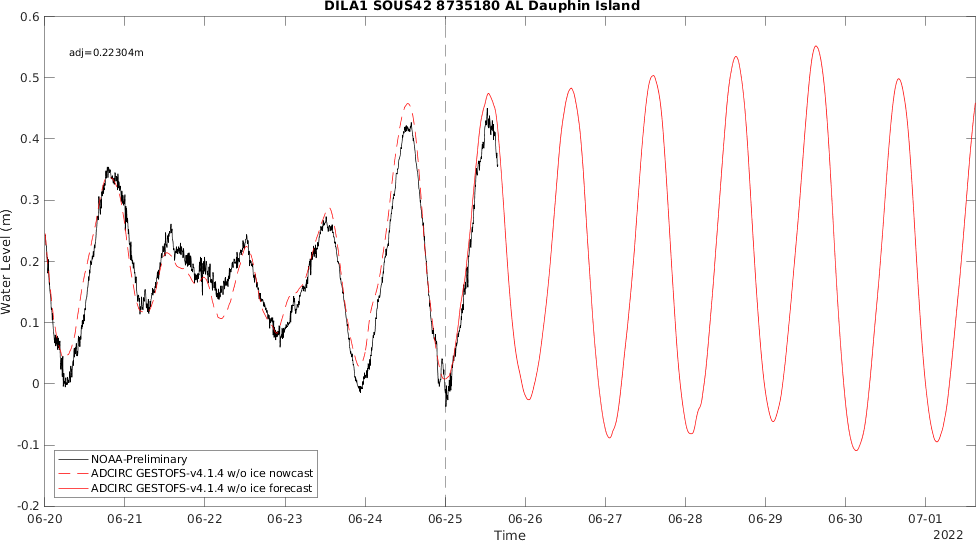 DILA1 SOUS42 8735180 AL Dauphin Island
0.6
adj=0.22304m
0.5
0.4
0.3
0.2
0.1
0
-0.1
-0.2
Water Level (m)
NOAA-Preliminary
ADCIRC GESTOFS-v4.1.4 w/o ice nowcast
ADCIRC GESTOFS-v4.1.4 w/o ice forecast
06-20 06-21 06-22 06-23 06-24 06-25 06-26 06-27 06-28 06-29 06-30 07-01
Time
2022